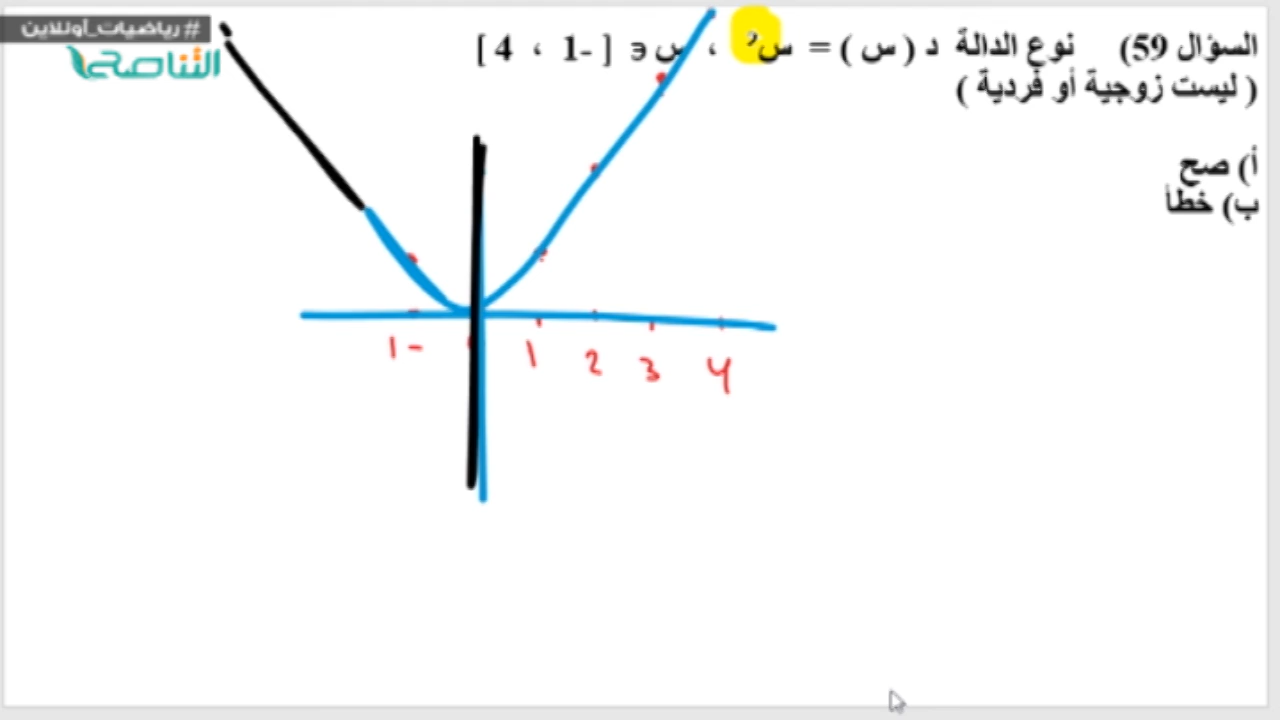 #رياضيات_أونلاين
الناصح
السؤال 59) نوع الدالة د ( س ) = س² ، س ∈ [ -1 ، 4 ]
( ليست زوجية أو فردية )
أ) صح
ب) خطأ
1- 1 2 3 4